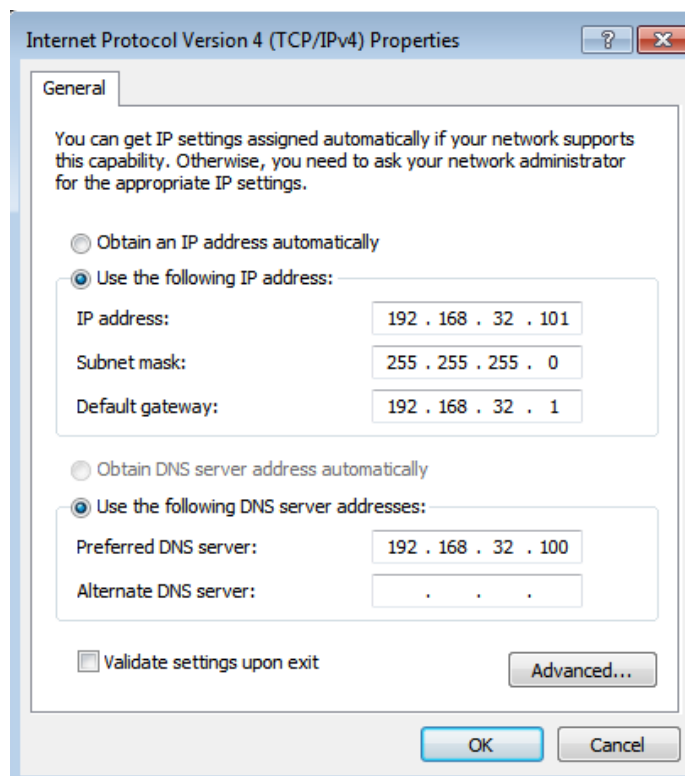 Internet Protocol Version 4 (TCP/IPv4) Properties
General
You can get IP settings assigned automatically if your network supports
this capability. Otherwise, you need to ask your network administrator
for the appropriate IP settings.
Obtain an IP address automatically
Use the following IP address:
IP address: 192 . 168 . 32 . 101
Subnet mask: 255 . 255 . 255 . 0
Default gateway: 192 . 168 . 32 . 1
Obtain DNS server address automatically
Use the following DNS server addresses:
Preferred DNS server: 192 . 168 . 32 . 100
Alternate DNS server: . . .
Validate settings upon exit
Advanced...
OK Cancel